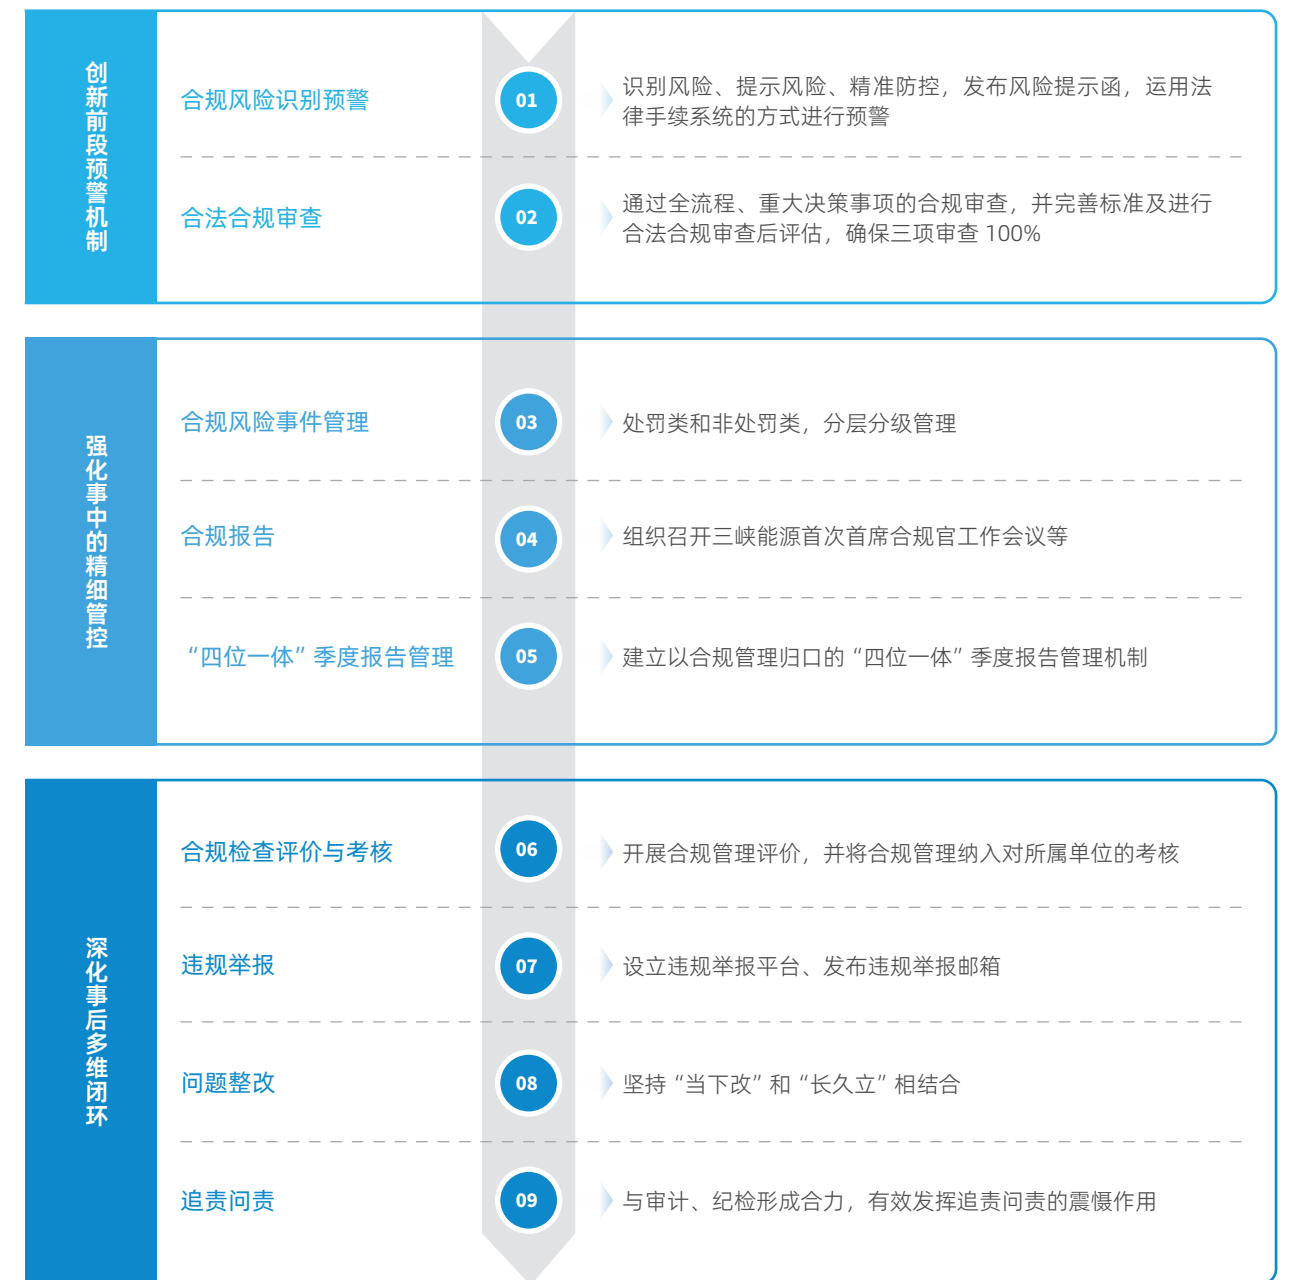 创新前段预警机制
合规风险识别预警
01
识别风险、提示风险、精准防控，发布风险提示函，运用法
律手续系统的方式进行预警
合法合规审查
02
通过全流程、重大决策事项的合规审查，并完善标准及进行
合法合规审查后评估，确保三项审查 100%
强化事中的精细管控
合规风险事件管理
03
处罚类和非处罚类，分层分级管理
合规报告
04
组织召开三峡能源首次首席合规官工作会议等
“四位一体”季度报告管理
05
建立以合规管理归口的“四位一体”季度报告管理机制
深化事后多维闭环
合规检查评价与考核
06
开展合规管理评价，并将合规管理纳入对所属单位的考核
违规举报
07
设立违规举报平台、发布违规举报邮箱
问题整改
08
坚持“当下改”和“长久立”相结合
追责问责
09
与审计、纪检形成合力，有效发挥追责问责的震慑作用